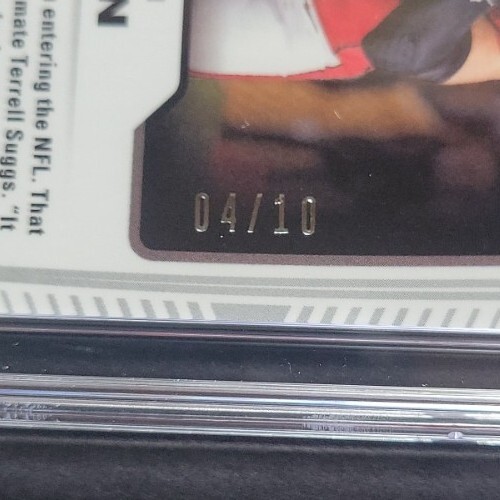 N
entering the NFL. That
mate Terrell Suggs. "It
04/10